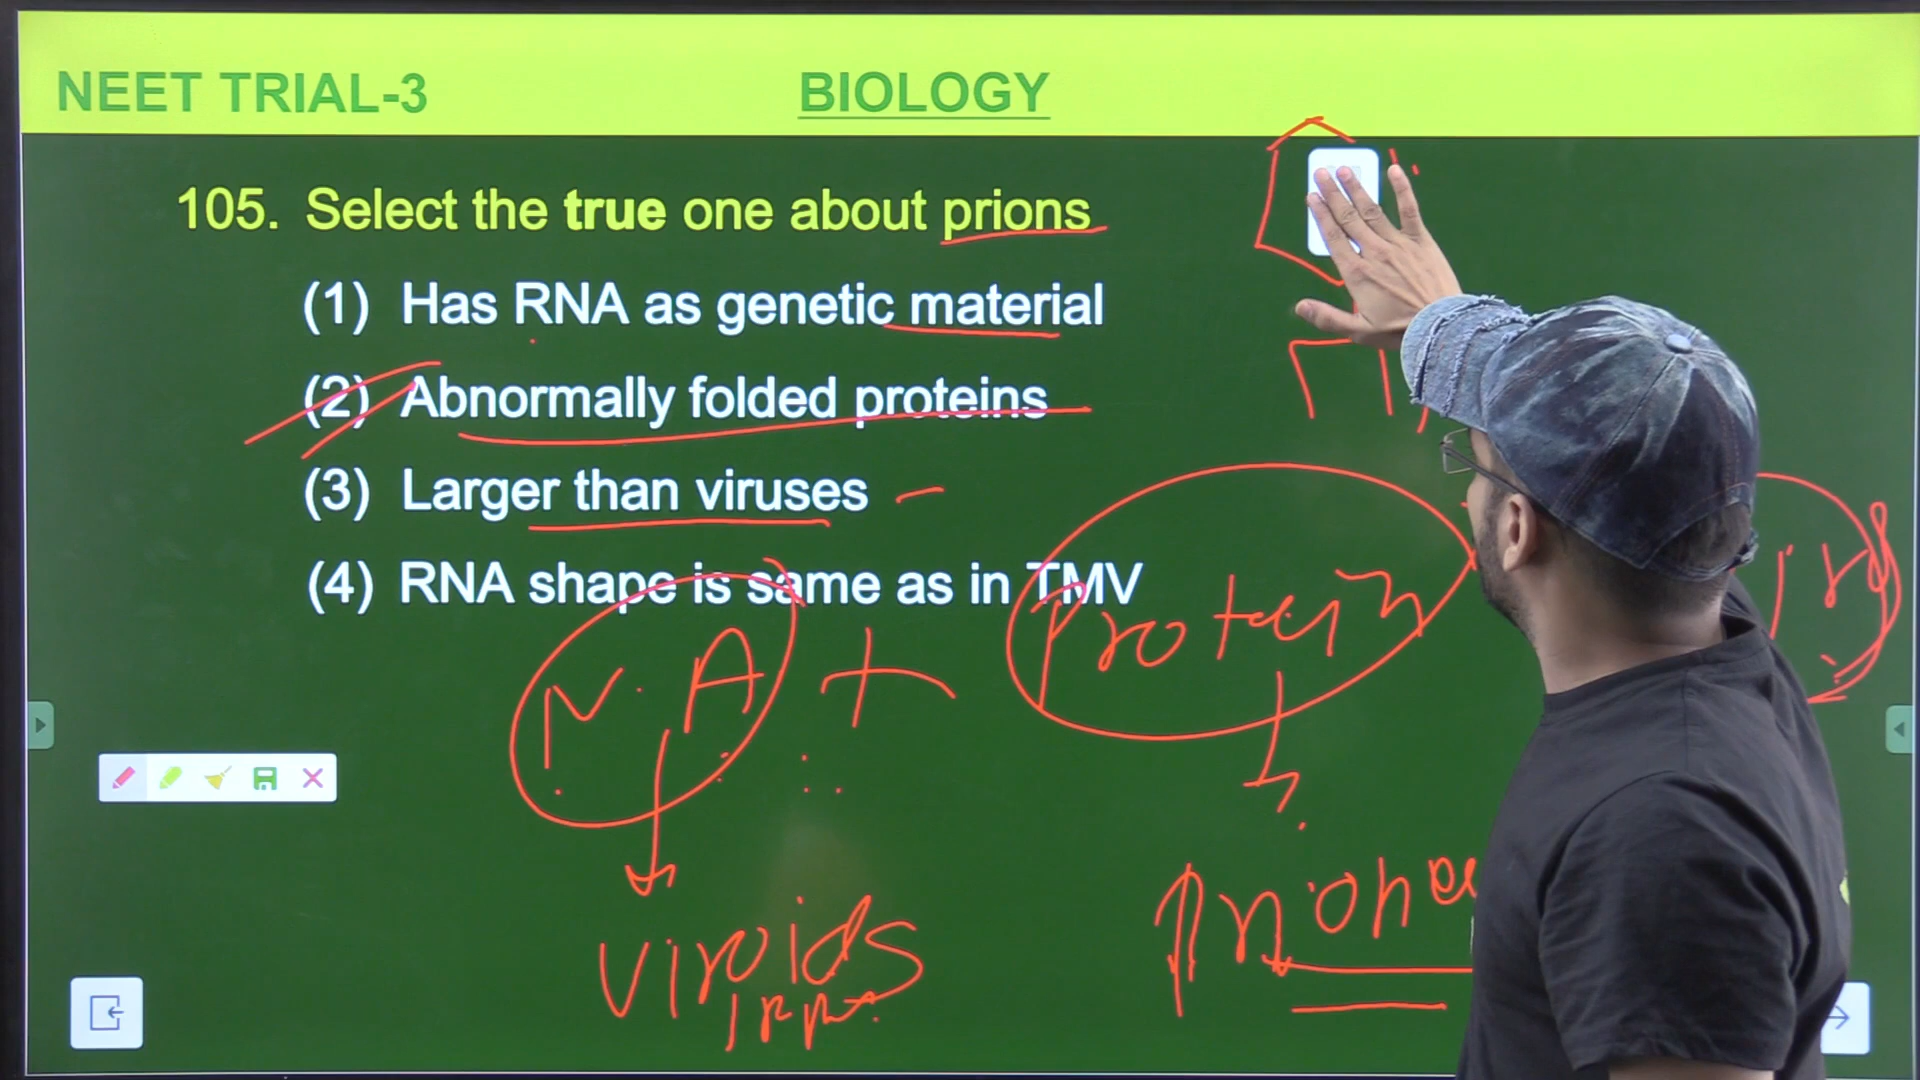 NEET TRIAL-3 BIOLOGY
105. Select the true one about prions
(1) Has RNA as genetic material
(2) Abnormally folded proteins
(3) Larger than viruses
(4) RNA shape is same as in TMV
N.A + Protein
viroids